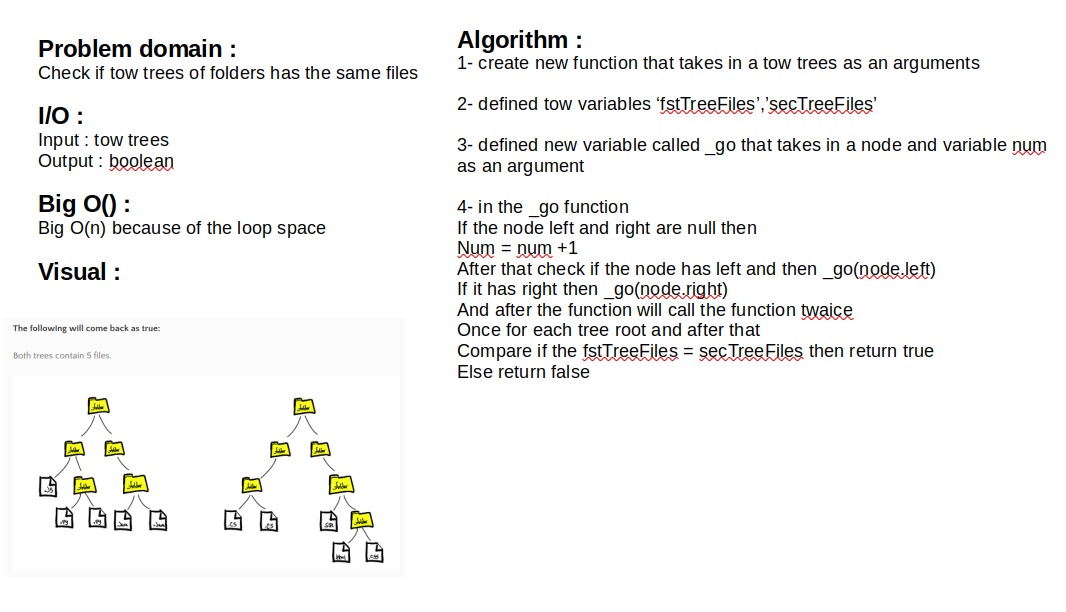 Problem domain :
Check if tow trees of folders has the same files
I/O :
Input : tow trees
Output : boolean
Big O() :
Big O(n) because of the loop space
Visual :
The following will come back as true:
Both trees contain 5 files.
folder
folder
folder folder
folder folder
.JS folder folder
folder folder
.py .py .Java .Java
.CS .CS
folder
html .css
Algorithm :
1- create new function that takes in a tow trees as an arguments
2- defined tow variables ‘fstTreeFiles’,’secTreeFiles’
3- defined new variable called _go that takes in a node and variable num
as an argument
4- in the _go function
If the node left and right are null then
Num = num +1
After that check if the node has left and then _go(node.left)
If it has right then _go(node.right)
And after the function will call the function twaice
Once for each tree root and after that
Compare if the fstTreeFiles = secTreeFiles then return true
Else return false